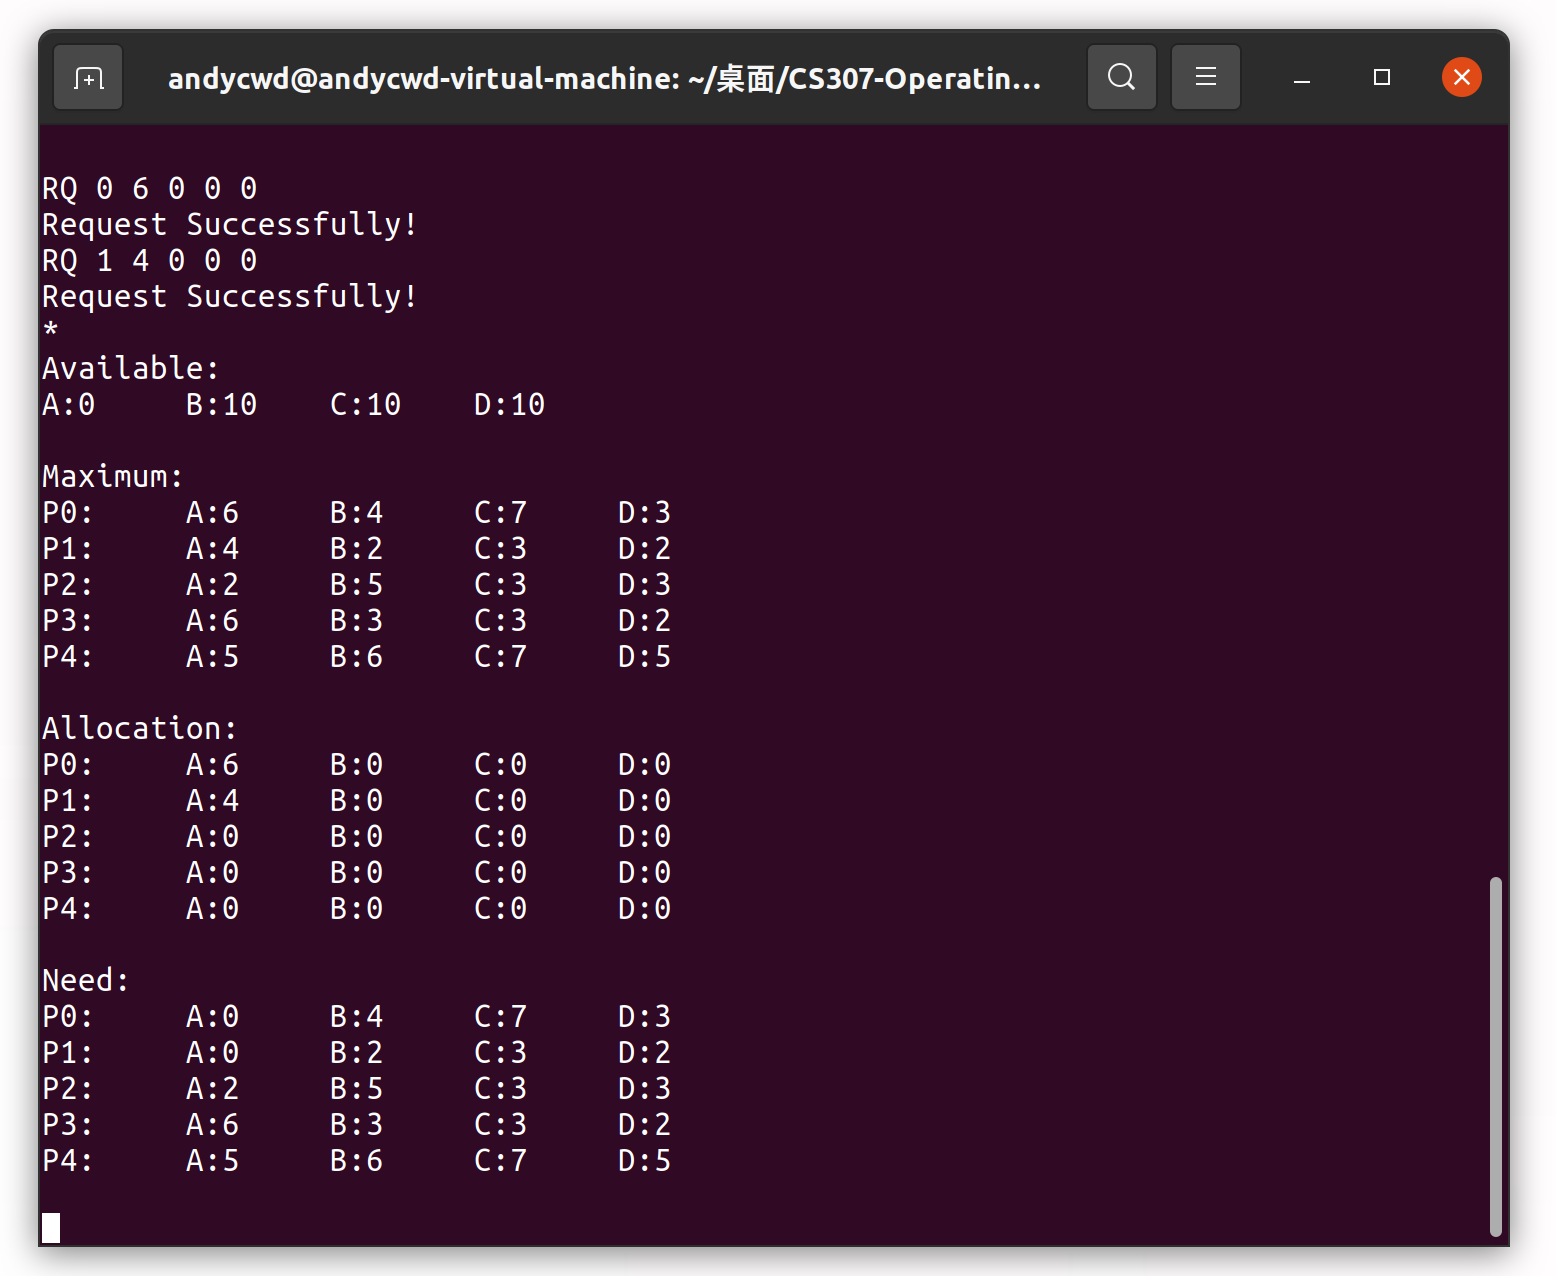 andycwd@andycwd-virtual-machine: ~/桌面/CS307-Operatin...
RQ 0 6 0 0 0
Request Successfully!
RQ 1 4 0 0 0
Request Successfully!
*
Available:
A:0 B:10 C:10 D:10
Maximum:
P0: A:6 B:4 C:7 D:3
P1: A:4 B:2 C:3 D:2
P2: A:2 B:5 C:3 D:3
P3: A:6 B:3 C:3 D:2
P4: A:5 B:6 C:7 D:5
Allocation:
P0: A:6 B:0 C:0 D:0
P1: A:4 B:0 C:0 D:0
P2: A:0 B:0 C:0 D:0
P3: A:0 B:0 C:0 D:0
P4: A:0 B:0 C:0 D:0
Need:
P0: A:0 B:4 C:7 D:3
P1: A:0 B:2 C:3 D:2
P2: A:2 B:5 C:3 D:3
P3: A:6 B:3 C:3 D:2
P4: A:5 B:6 C:7 D:5